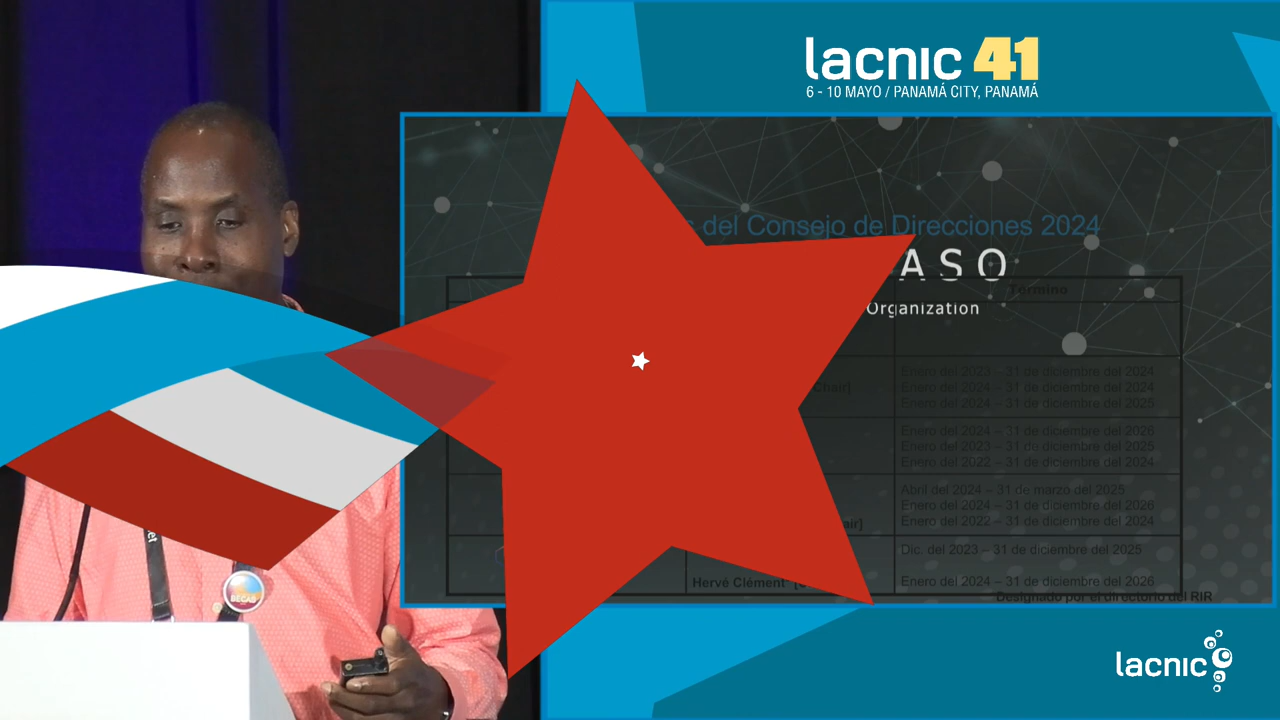 lacnic 41
6 - 10 MAYO / PANAMÁ CITY, PANAMÁ
del Consejo de Direcciones 2024
ASO
Organization
Término
Enero del 2023 – 31 de diciembre del 2024
Chair]
Enero del 2024 – 31 de diciembre del 2024
Enero del 2024 – 31 de diciembre del 2025
Enero del 2024 – 31 de diciembre del 2026
Enero del 2023 – 31 de diciembre del 2025
Enero del 2022 – 31 de diciembre del 2024
Abril del 2024 – 31 de marzo del 2025
Enero del 2024 – 31 de diciembre del 2026
Enero del 2022 – 31 de diciembre del 2024
Dic. del 2023 – 31 de diciembre del 2025
Hervé Clément*
Enero del 2024 – 31 de diciembre del 2026
Designado por el directorio del RIR
BECAS
lacnic